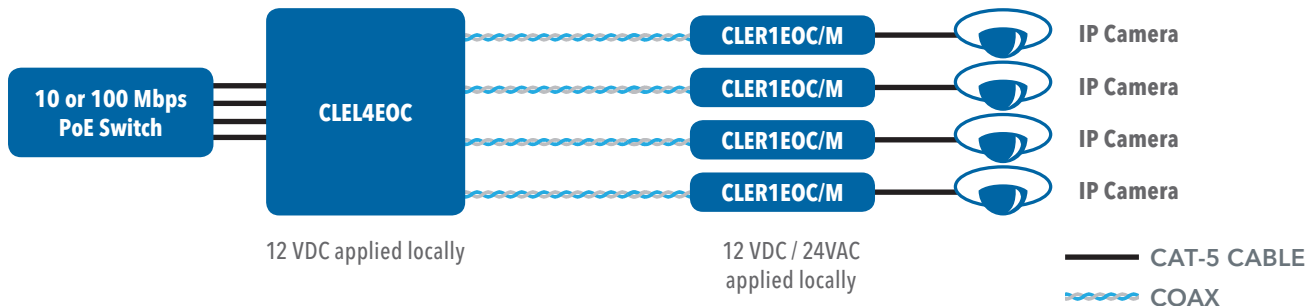 10 or 100 Mbps
PoE Switch
CLEL4EOC
12 VDC applied locally
CLER1EOC/M
IP Camera
CLER1EOC/M
IP Camera
CLER1EOC/M
IP Camera
CLER1EOC/M
IP Camera
12 VDC / 24VAC
applied locally
CAT-5 CABLE
COAX